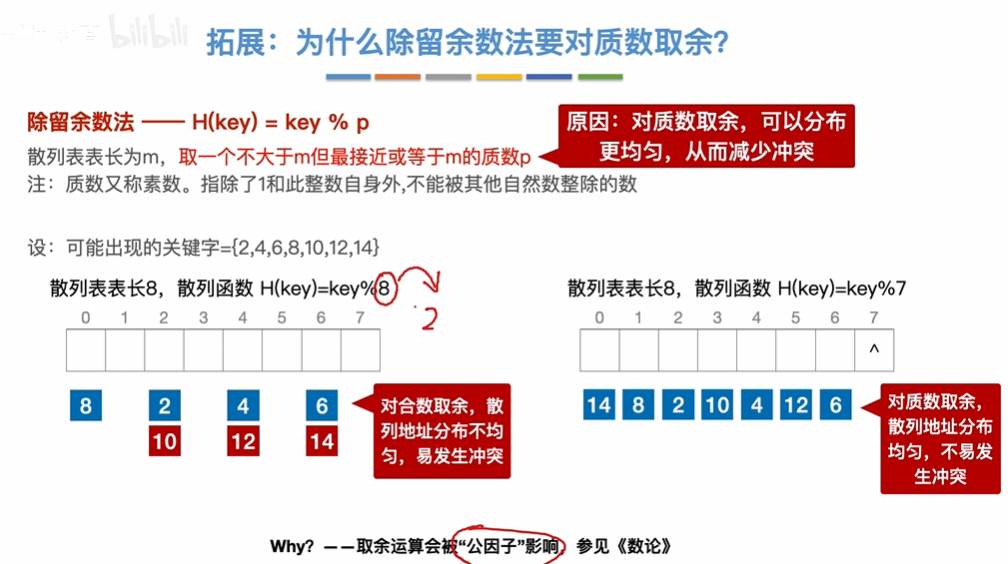 bilibili
拓展：为什么除留余数法要对质数取余？
除留余数法 —— H(key) = key % p
散列表表长为m，取一个不大于m但最接近或等于m的质数p
注：质数又称素数。指除了1和此整数自身外,不能被其他自然数整除的数
原因：对质数取余，可以分布
更均匀，从而减少冲突
设：可能出现的关键字={2,4,6,8,10,12,14}
散列表表长8，散列函数 H(key)=key%8
2
0 1 2 3 4 5 6 7
8 2 4 6
10 12 14
对合数取余，散
列地址分布不均
匀，易发生冲突
散列表表长8，散列函数 H(key)=key%7
0 1 2 3 4 5 6 7
^
14 8 2 10 4 12 6
对质数取余，
散列地址分布
均匀，不易发
生冲突
Why？——取余运算会被“公因子”影响，参见《数论》